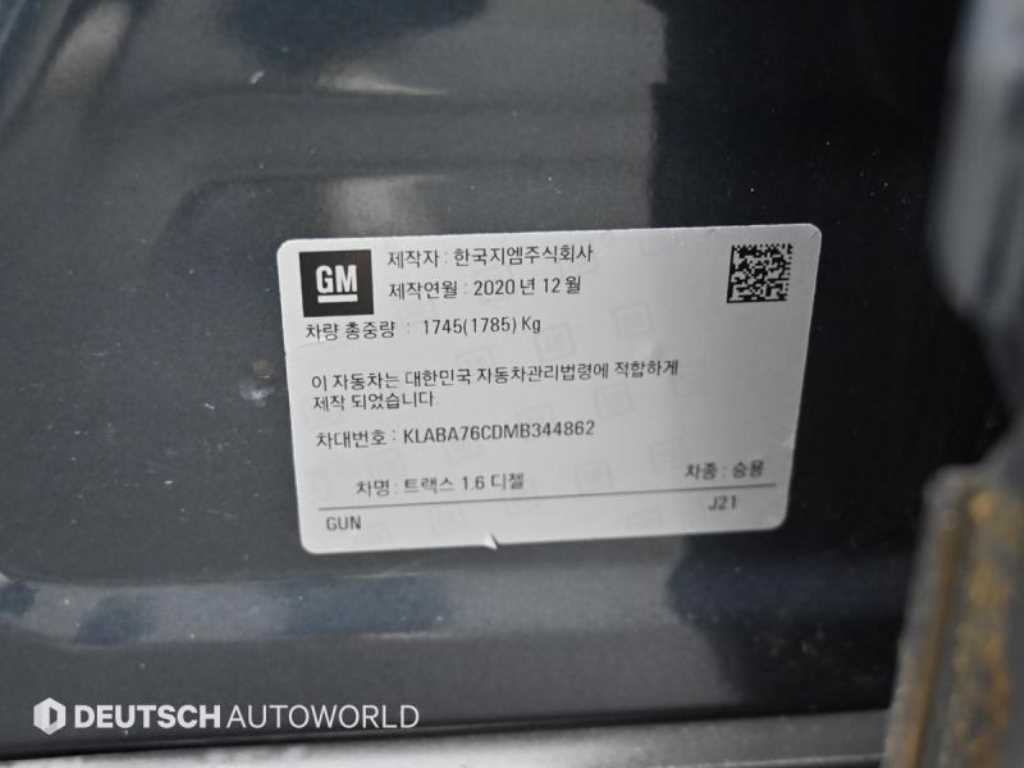 GM
제작자 : 한국지엠주식회사
제작연월 : 2020 년 12 월
차량 총중량 : 1745(1785) Kg
이 자동차는 대한민국 자동차관리법령에 적합하게
제작 되었습니다.
차대번호 : KLABA76CDMB344862
차명 : 트랙스 1.6 디젤 차종 : 승용
GUN J21
DEUTSCH AUTOWORLD